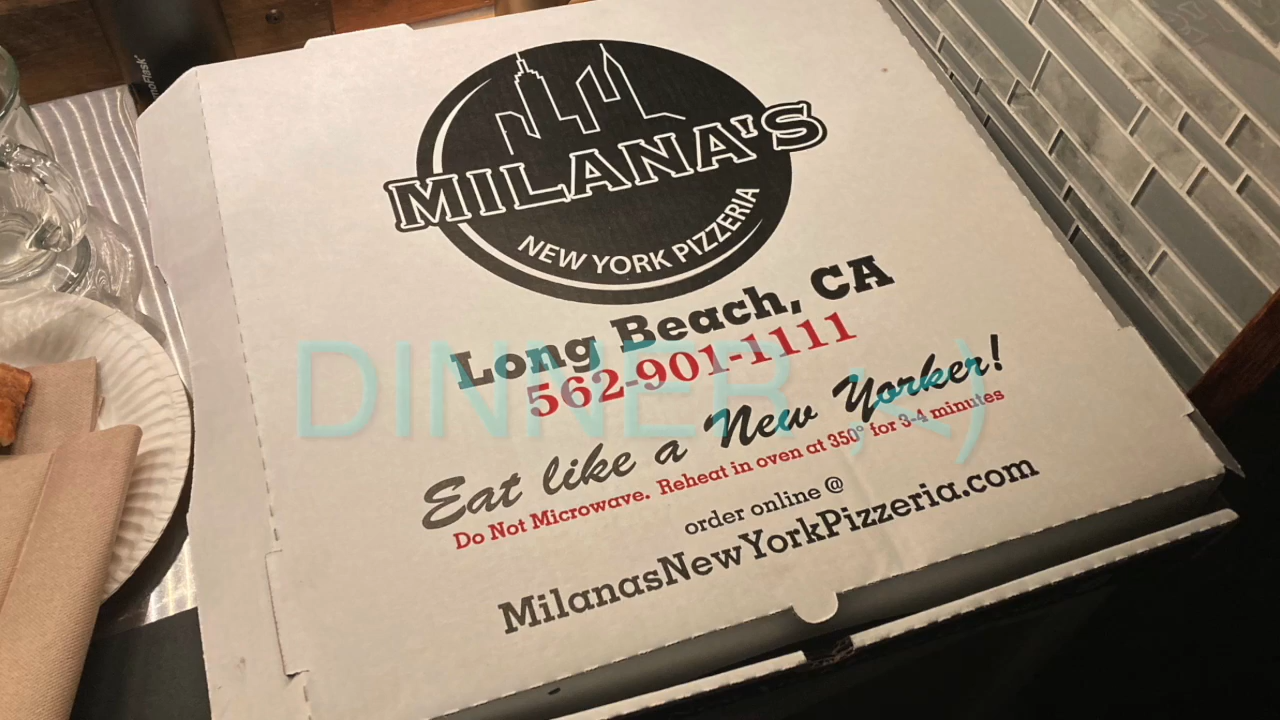 MILANA'S
NEW YORK PIZZERIA
Long Beach, CA
562-901-1111
DINNER :)
Eat like a New Yorker!
Do Not Microwave. Reheat in oven at 350° for 3-4 minutes
order online @
MilanasNewYorkPizzeria.com